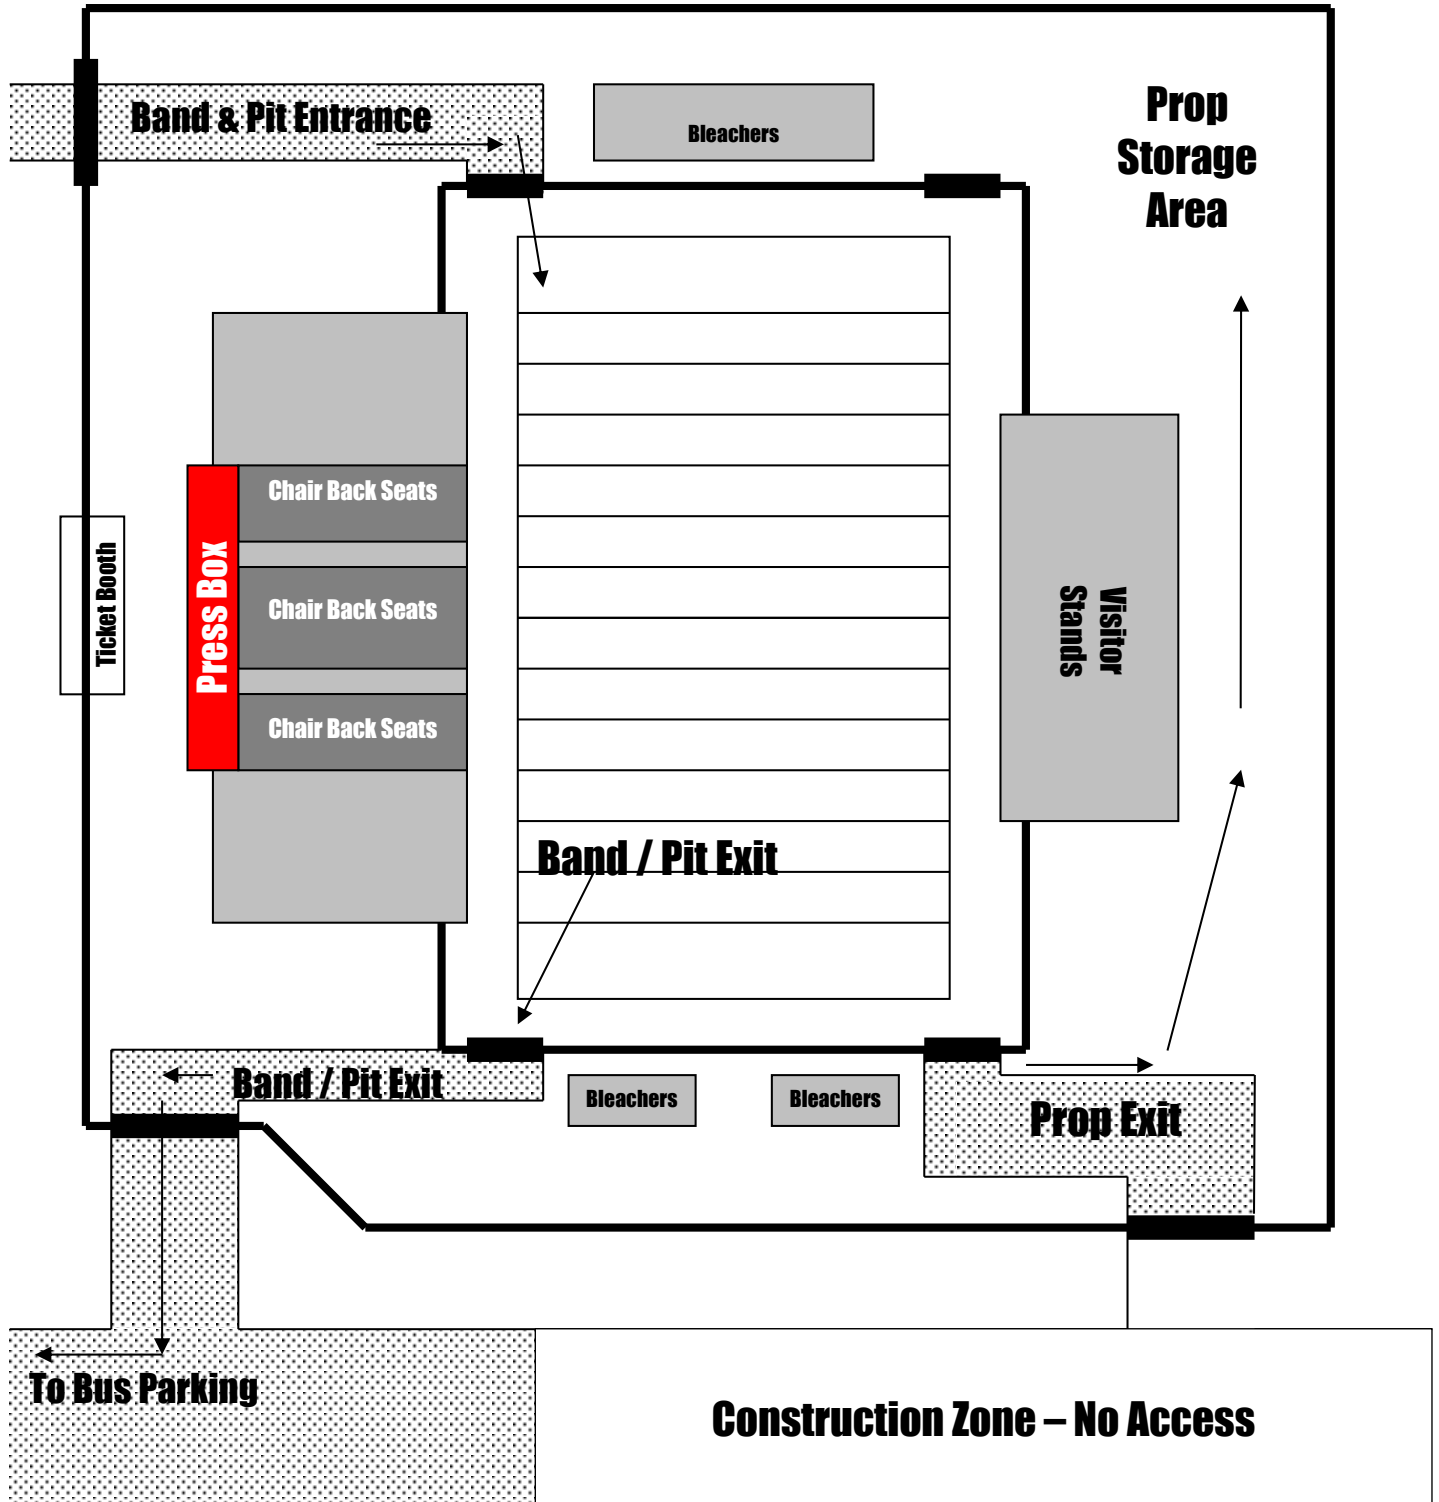 Band & Pit Entrance
Bleachers
Prop
Storage
Area
Chair Back Seats
Ticket Booth
Press Box
Chair Back Seats
Visitor
Stands
Chair Back Seats
Band / Pit Exit
Band / Pit Exit
Bleachers
Bleachers
Prop Exit
To Bus Parking
Construction Zone – No Access